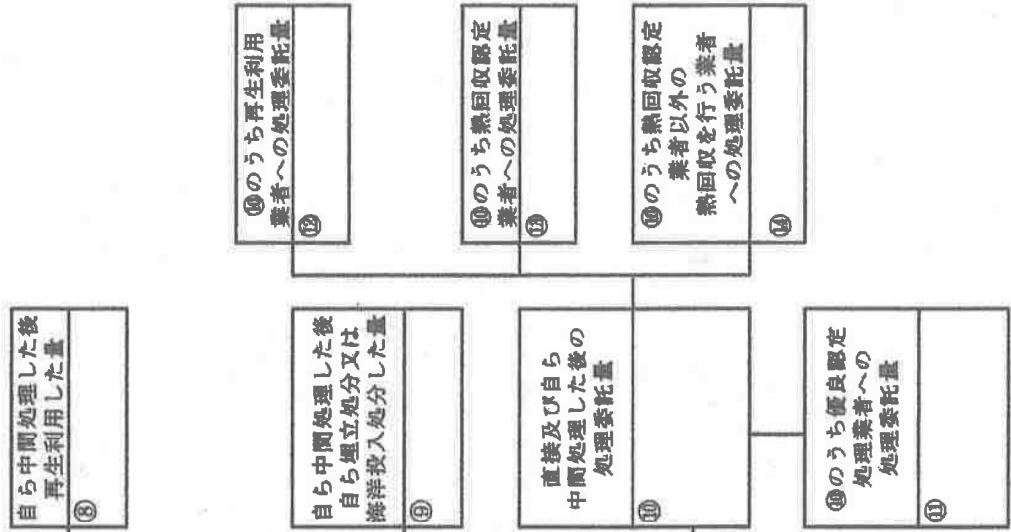 自ら中間処理した後
再生利用した量
⑧
自ら中間処理した後
自ら埋立処分又は
海洋投入処分した量
⑨
直接及び自ら
中間処理した後の
処理委託量
⑩
⑩のうち優良認定
処理業者への
処理委託量
⑪
⑩のうち再生利用
業者への処理委託量
⑫
⑩のうち熱回収認定
業者への処理委託量
⑬
⑩のうち熱回収認定
業者以外の
熱回収を行う業者
への処理委託量
⑭